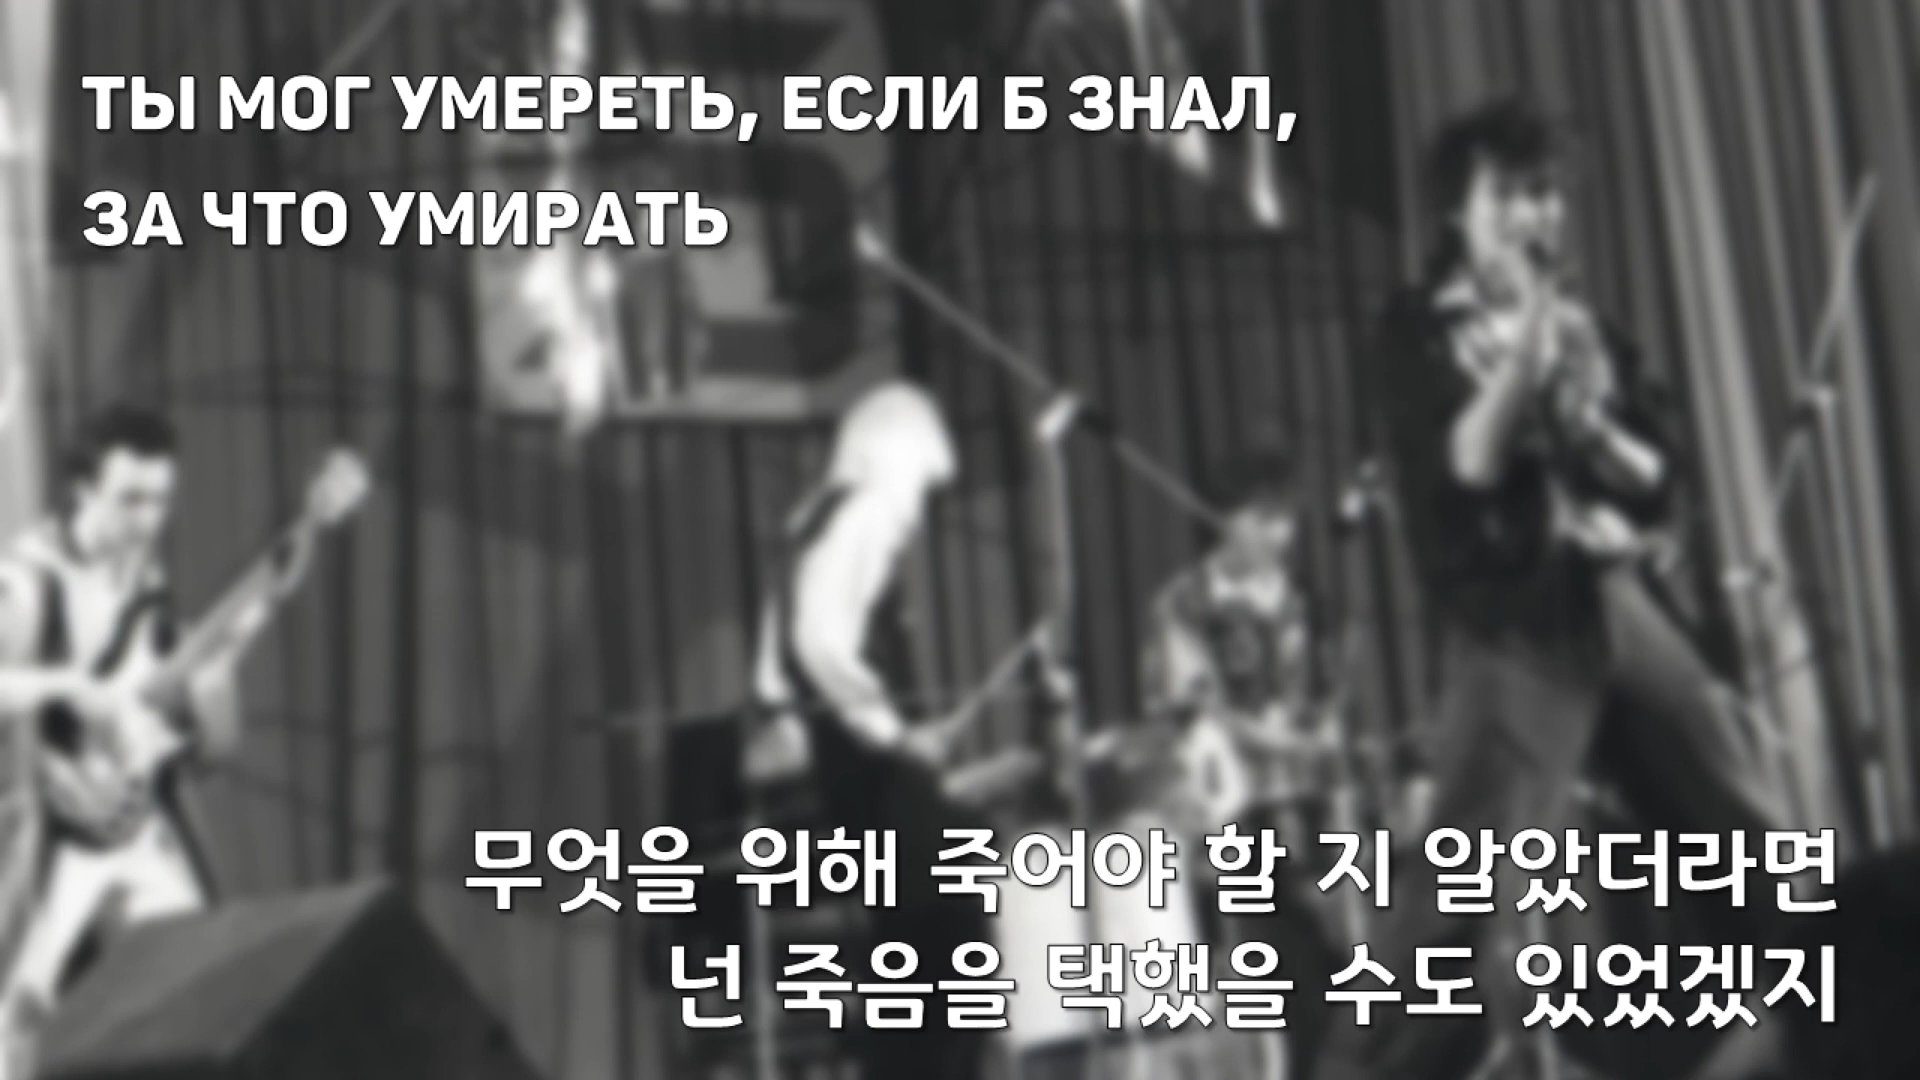 ТЫ МОГ УМЕРЕТЬ, ЕСЛИ Б ЗНАЛ,
ЗА ЧТО УМИРАТЬ
무엇을 위해 죽어야 할 지 알았더라면
넌 죽음을 택했을 수도 있었겠지